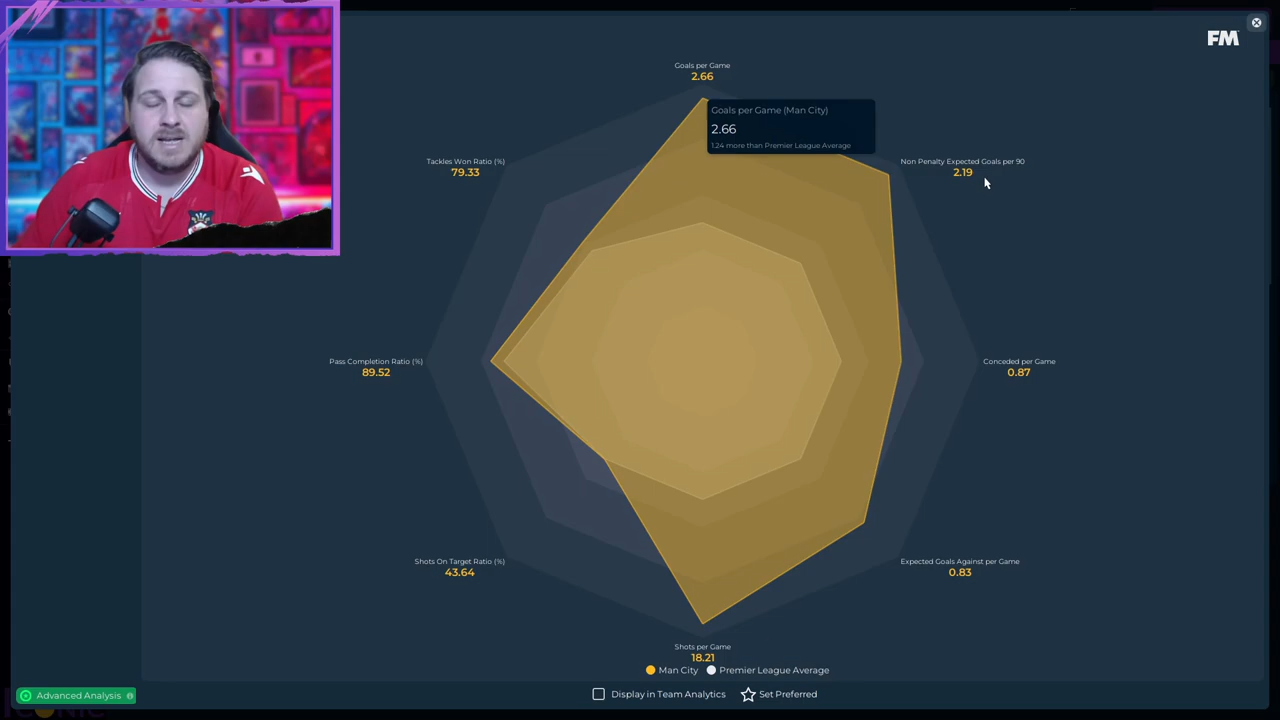 FM
Goals per Game
2.66
Goals per Game (Man City)
2.66
1.24 more than Premier League Average
Tackles Won Ratio (%)
79.33
Non Penalty Expected Goals per 90
2.19
Pass Completion Ratio (%)
89.52
Conceded per Game
0.87
Shots On Target Ratio (%)
43.64
Expected Goals Against per Game
0.83
Shots per Game
18.21
Man City
Premier League Average
Advanced Analysis
Display in Team Analytics
Set Preferred